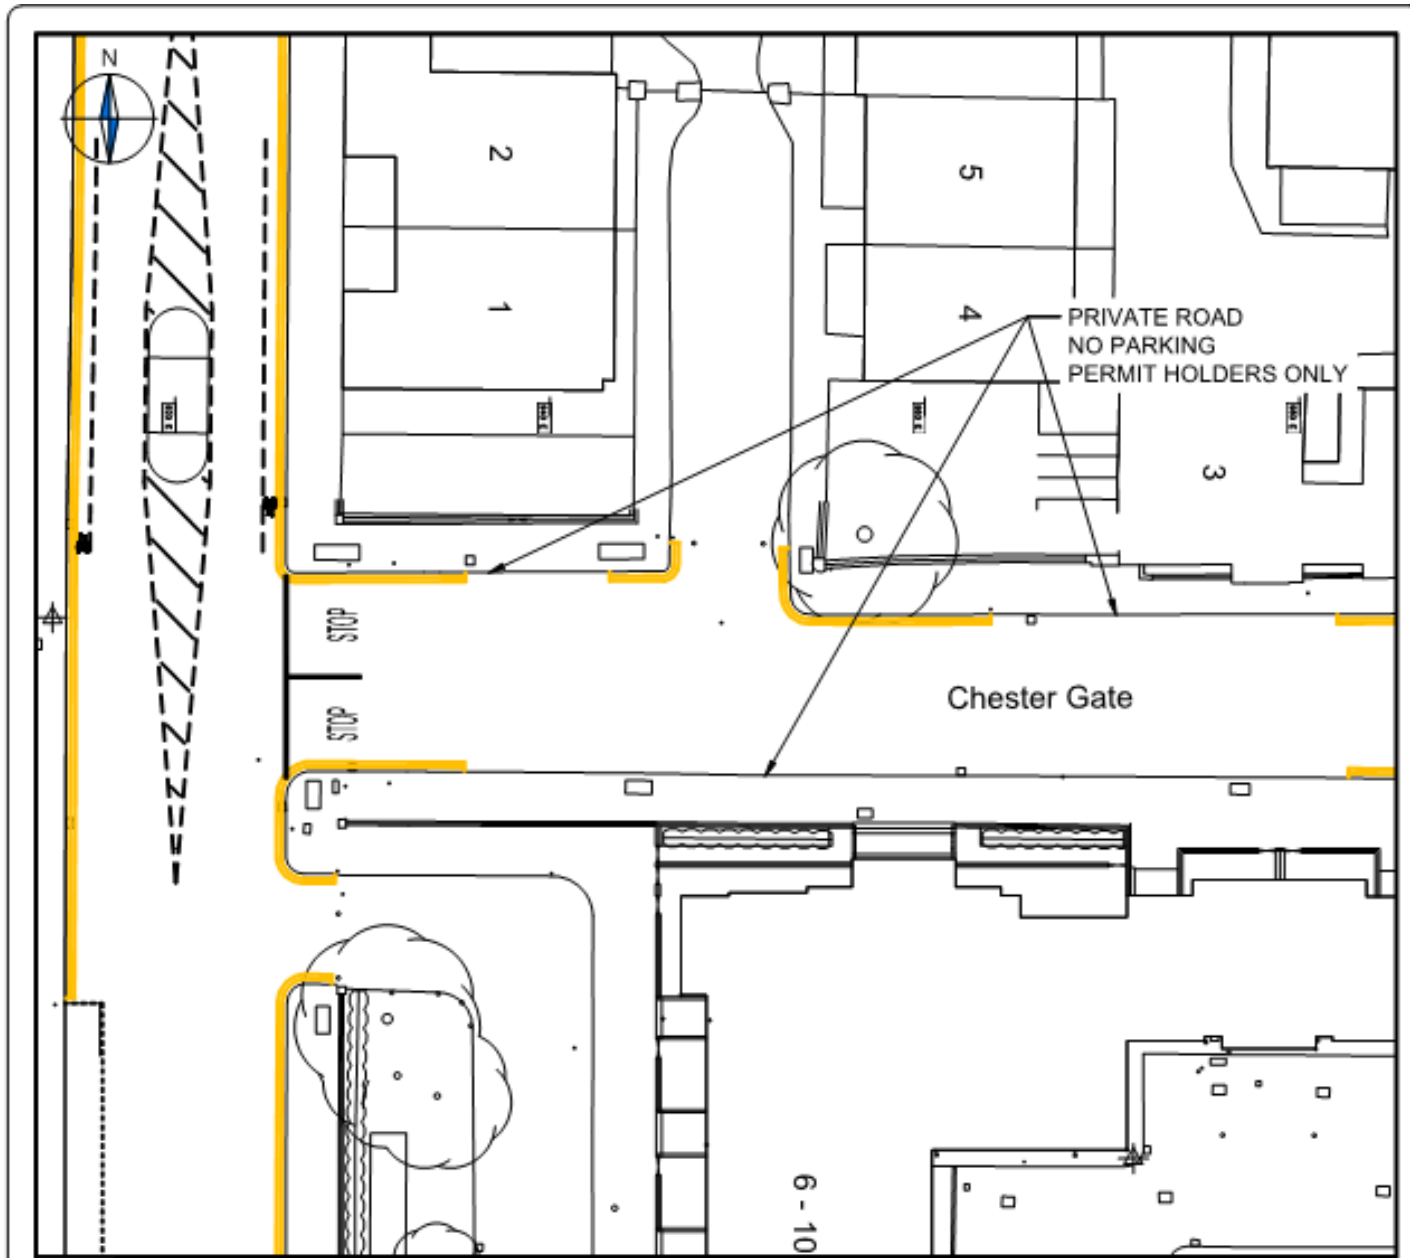 N
2
5
1
4
PRIVATE ROAD
NO PARKING
PERMIT HOLDERS ONLY
3
STOP
STOP
Chester Gate
6 - 10